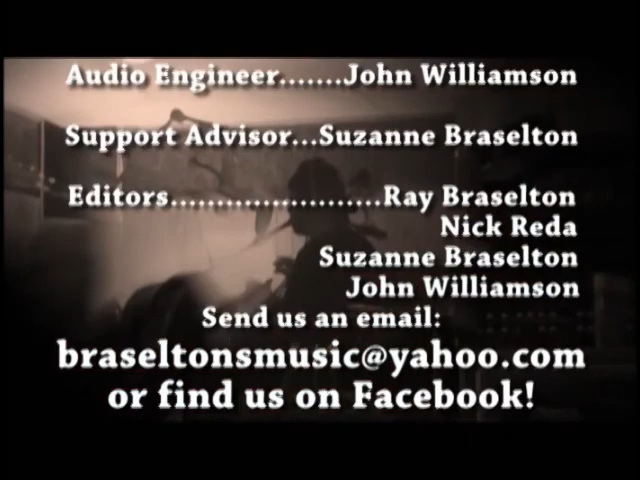 Audio Engineer.......John Williamson
Support Advisor...Suzanne Braselton
Editors.......................Ray Braselton
Nick Reda
Suzanne Braselton
John Williamson
Send us an email:
braseltonsmusic@yahoo.com
or find us on Facebook!